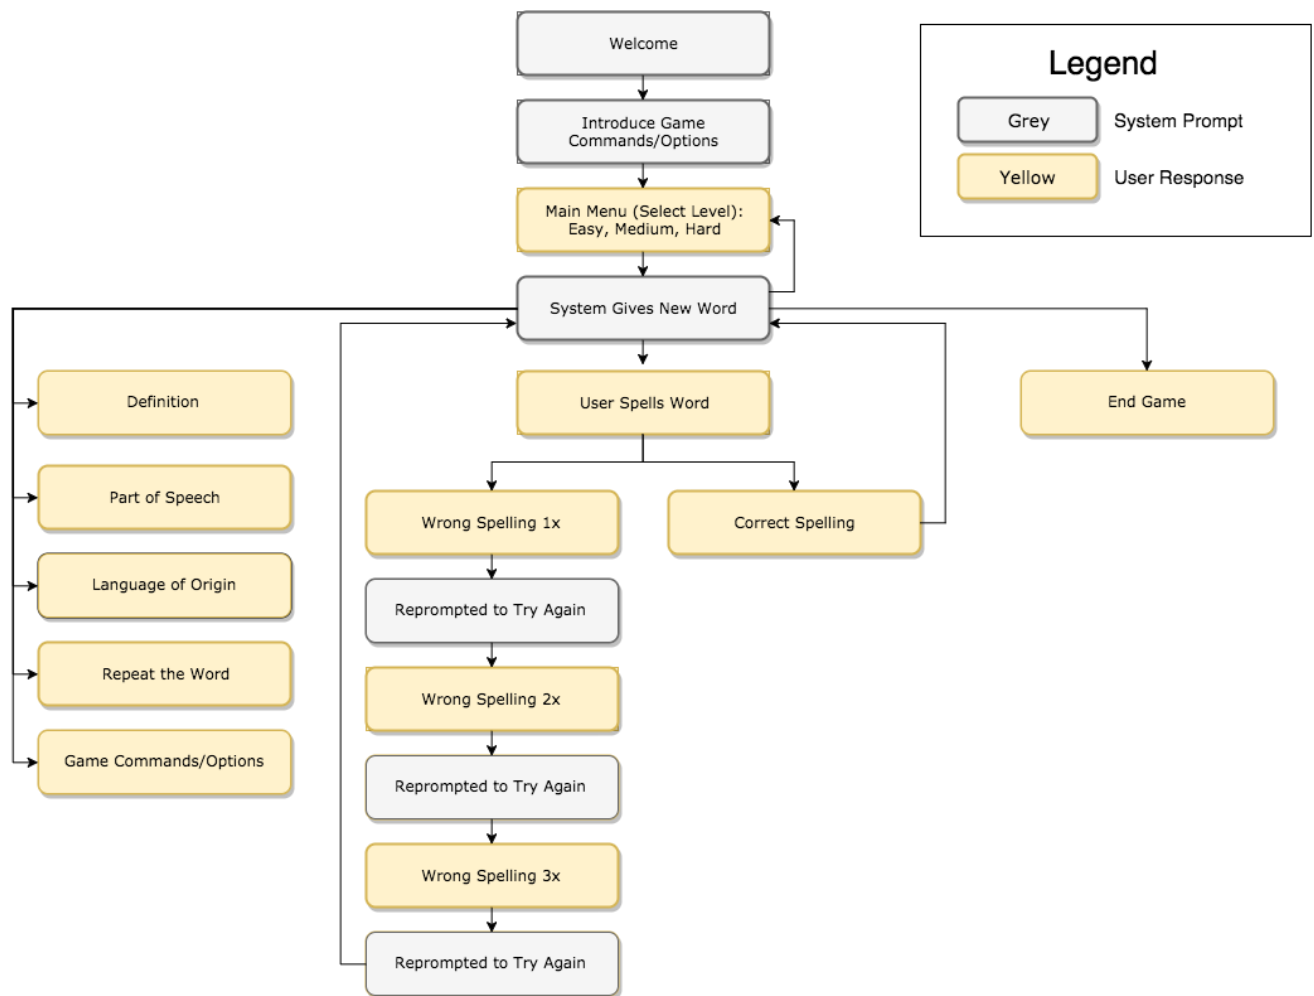 Welcome
Legend
Grey
System Prompt
Introduce Game
Commands/Options
Yellow
User Response
Main Menu (Select Level):
Easy, Medium, Hard
System Gives New Word
Definition
User Spells Word
End Game
Part of Speech
Wrong Spelling 1x
Correct Spelling
Language of Origin
Reprompted to Try Again
Repeat the Word
Wrong Spelling 2x
Game Commands/Options
Reprompted to Try Again
Wrong Spelling 3x
Reprompted to Try Again